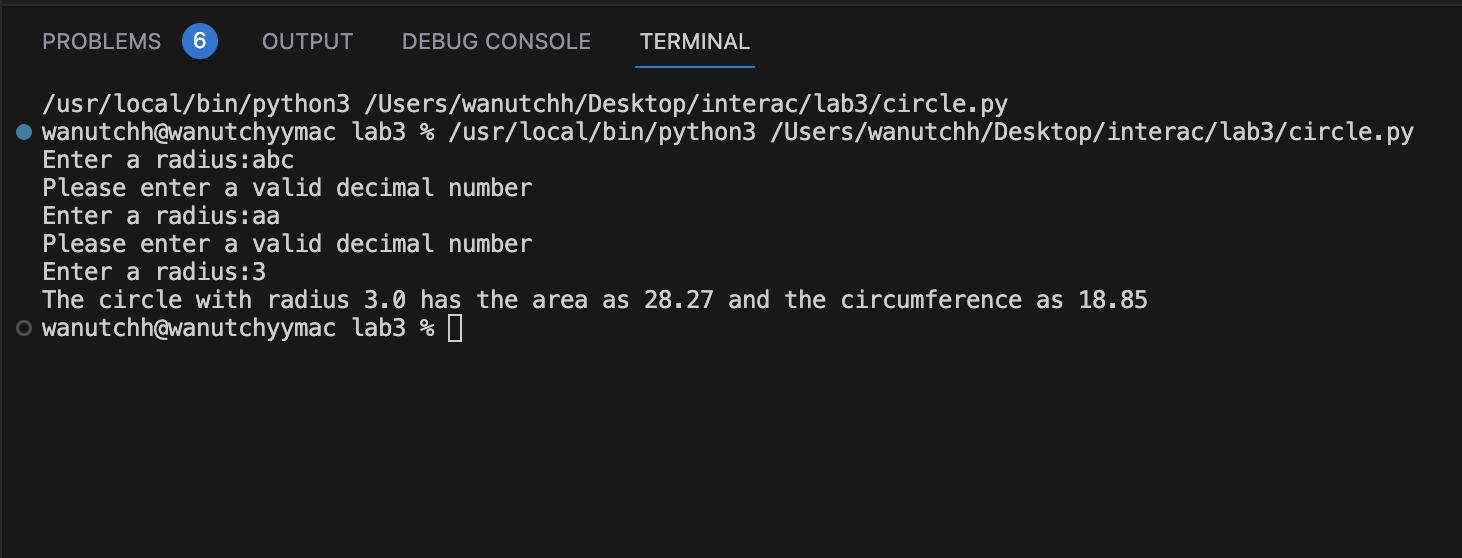 PROBLEMS 6 OUTPUT DEBUG CONSOLE TERMINAL
/usr/local/bin/python3 /Users/wanutchh/Desktop/interac/lab3/circle.py
wanutchh@wanutchyymac lab3 % /usr/local/bin/python3 /Users/wanutchh/Desktop/interac/lab3/circle.py
Enter a radius:abc
Please enter a valid decimal number
Enter a radius:aa
Please enter a valid decimal number
Enter a radius:3
The circle with radius 3.0 has the area as 28.27 and the circumference as 18.85
wanutchh@wanutchyymac lab3 %